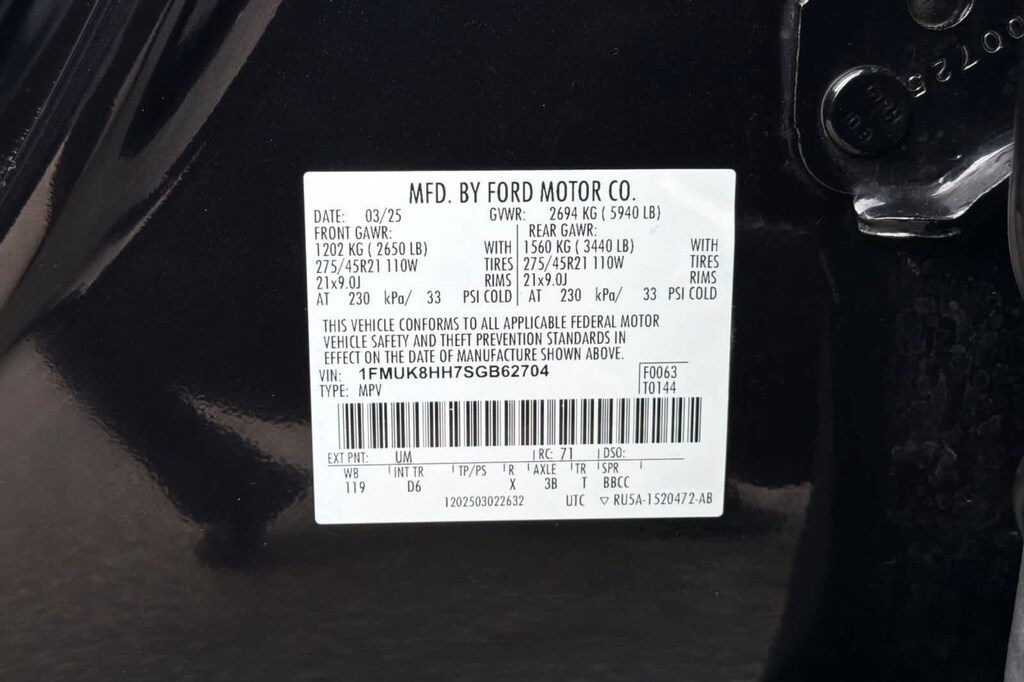 MFD. BY FORD MOTOR CO.
DATE: 03/25 GVWR: 2694 KG ( 5940 LB)
FRONT GAWR: REAR GAWR:
1202 KG ( 2650 LB) WITH 1560 KG ( 3440 LB) WITH
275/45R21 110W TIRES 275/45R21 110W TIRES
21x9.0J RIMS 21x9.0J RIMS
AT 230 kPa/ 33 PSI COLD AT 230 kPa/ 33 PSI COLD
THIS VEHICLE CONFORMS TO ALL APPLICABLE FEDERAL MOTOR
VEHICLE SAFETY AND THEFT PREVENTION STANDARDS IN
EFFECT ON THE DATE OF MANUFACTURE SHOWN ABOVE.
VIN: 1FMUK8HH7SGB62704 F0063
TYPE: MPV T0144
EXT PNT: UM RC: 71 DSO:
WB INT TR TP/PS R AXLE TR SPR
119 D6 X 3B T BBCC
1202503022632 UTC ▽ RU5A-1520472-AB